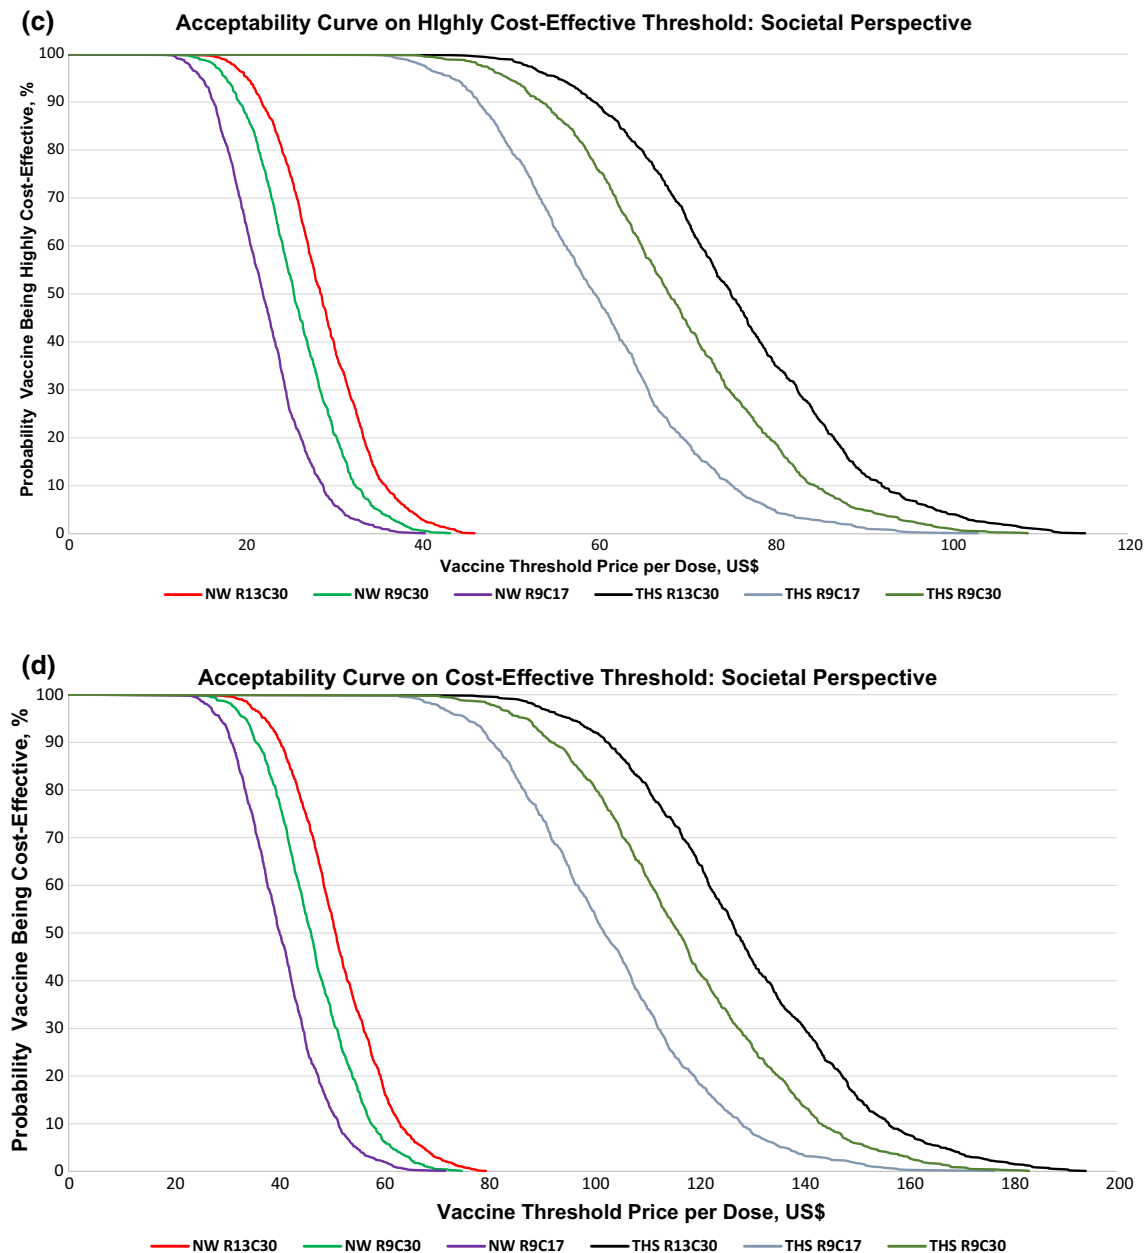 (c)
Acceptability Curve on HIghly Cost-Effective Threshold: Societal Perspective
Probability Vaccine Being Highly Cost-Effective, %
100
90
80
70
60
50
40
30
20
10
0
0 20 40 60 80 100 120
Vaccine Threshold Price per Dose, US$
NW R13C30 NW R9C30 NW R9C17 THS R13C30 THS R9C17 THS R9C30
(d)
Acceptability Curve on Cost-Effective Threshold: Societal Perspective
Probability Vaccine Being Cost-Effective, %
100
90
80
70
60
50
40
30
20
10
0
0 20 40 60 80 100 120 140 160 180 200
Vaccine Threshold Price per Dose, US$
NW R13C30 NW R9C30 NW R9C17 THS R13C30 THS R9C17 THS R9C30